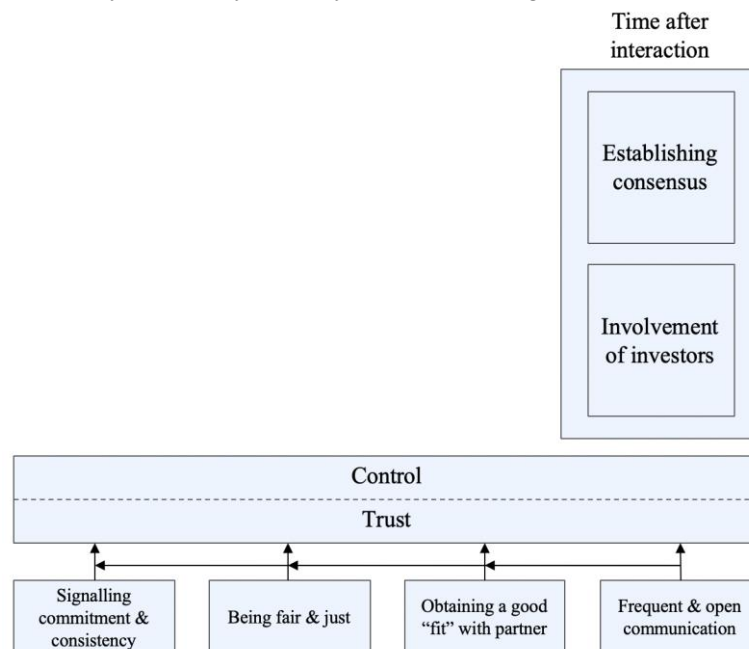 Time after
interaction
Establishing
consensus
Involvement
of investors
Control
Trust
Signalling
commitment &
consistency
Being fair & just
Obtaining a good
“fit” with partner
Frequent & open
communication